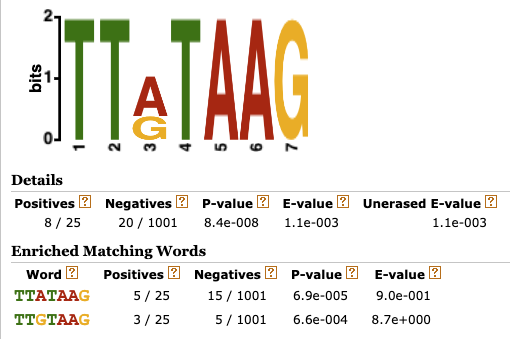 2
bits
1
0
TTATAAG
G
1 2 3 4 5 6 7
Details
Positives ? Negatives ? P-value ? E-value ? Unerased E-value ?
8 / 25 20 / 1001 8.4e-008 1.1e-003 1.1e-003
Enriched Matching Words
Word ? Positives ? Negatives ? P-value ? E-value ?
TTATAAG 5 / 25 15 / 1001 6.9e-005 9.0e-001
TTGTAAG 3 / 25 5 / 1001 6.6e-004 8.7e+000